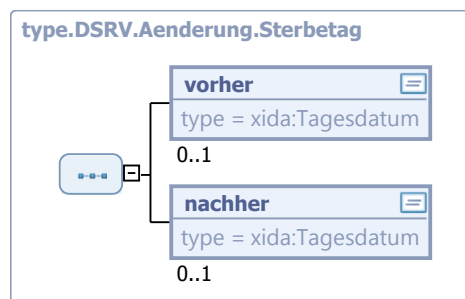 type.DSRV.Aenderung.Sterbetag
vorher
type = xida:Tagesdatum
0..1
nachher
type = xida:Tagesdatum
0..1